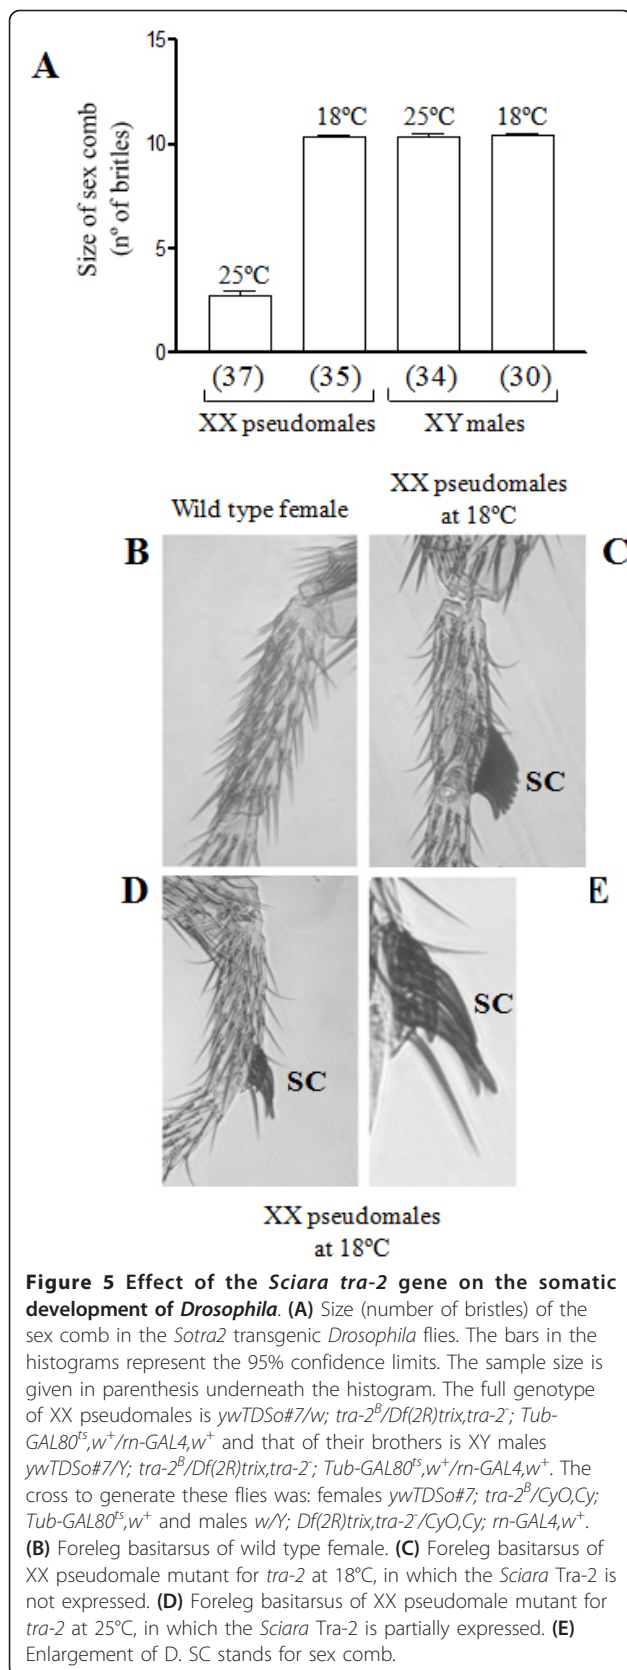 A
Size of sex comb
(nº of britles)
15
10
5
0
25ºC
18ºC
25ºC
18ºC
(37)
(35)
(34)
(30)
XX pseudomales
XY males
Wild type female
XX pseudomales
at 18ºC
B
C
SC
D
E
SC
SC
XX pseudomales
at 18ºC
Figure 5 Effect of the Sciara tra-2 gene on the somatic
development of Drosophila. (A) Size (number of bristles) of the
sex comb in the Sotra2 transgenic Drosophila flies. The bars in the
histograms represent the 95% confidence limits. The sample size is
given in parenthesis underneath the histogram. The full genotype
of XX pseudomales is ywTDSo#7/w; tra-2ᴮ/Df(2R)trix,tra-2⁻; Tub-
GAL80ᵗˢ,w⁺/rn-GAL4,w⁺ and that of their brothers is XY males
ywTDSo#7/Y; tra-2ᴮ/Df(2R)trix,tra-2⁻; Tub-GAL80ᵗˢ,w⁺/rn-GAL4,w⁺. The
cross to generate these flies was: females ywTDSo#7; tra-2ᴮ/CyO,Cy;
Tub-GAL80ᵗˢ,w⁺ and males w/Y; Df(2R)trix,tra-2⁻/CyO,Cy; rn-GAL4,w⁺.
(B) Foreleg basitarsus of wild type female. (C) Foreleg basitarsus of
XX pseudomale mutant for tra-2 at 18°C, in which the Sciara Tra-2 is
not expressed. (D) Foreleg basitarsus of XX pseudomale mutant for
tra-2 at 25°C, in which the Sciara Tra-2 is partially expressed. (E)
Enlargement of D. SC stands for sex comb.